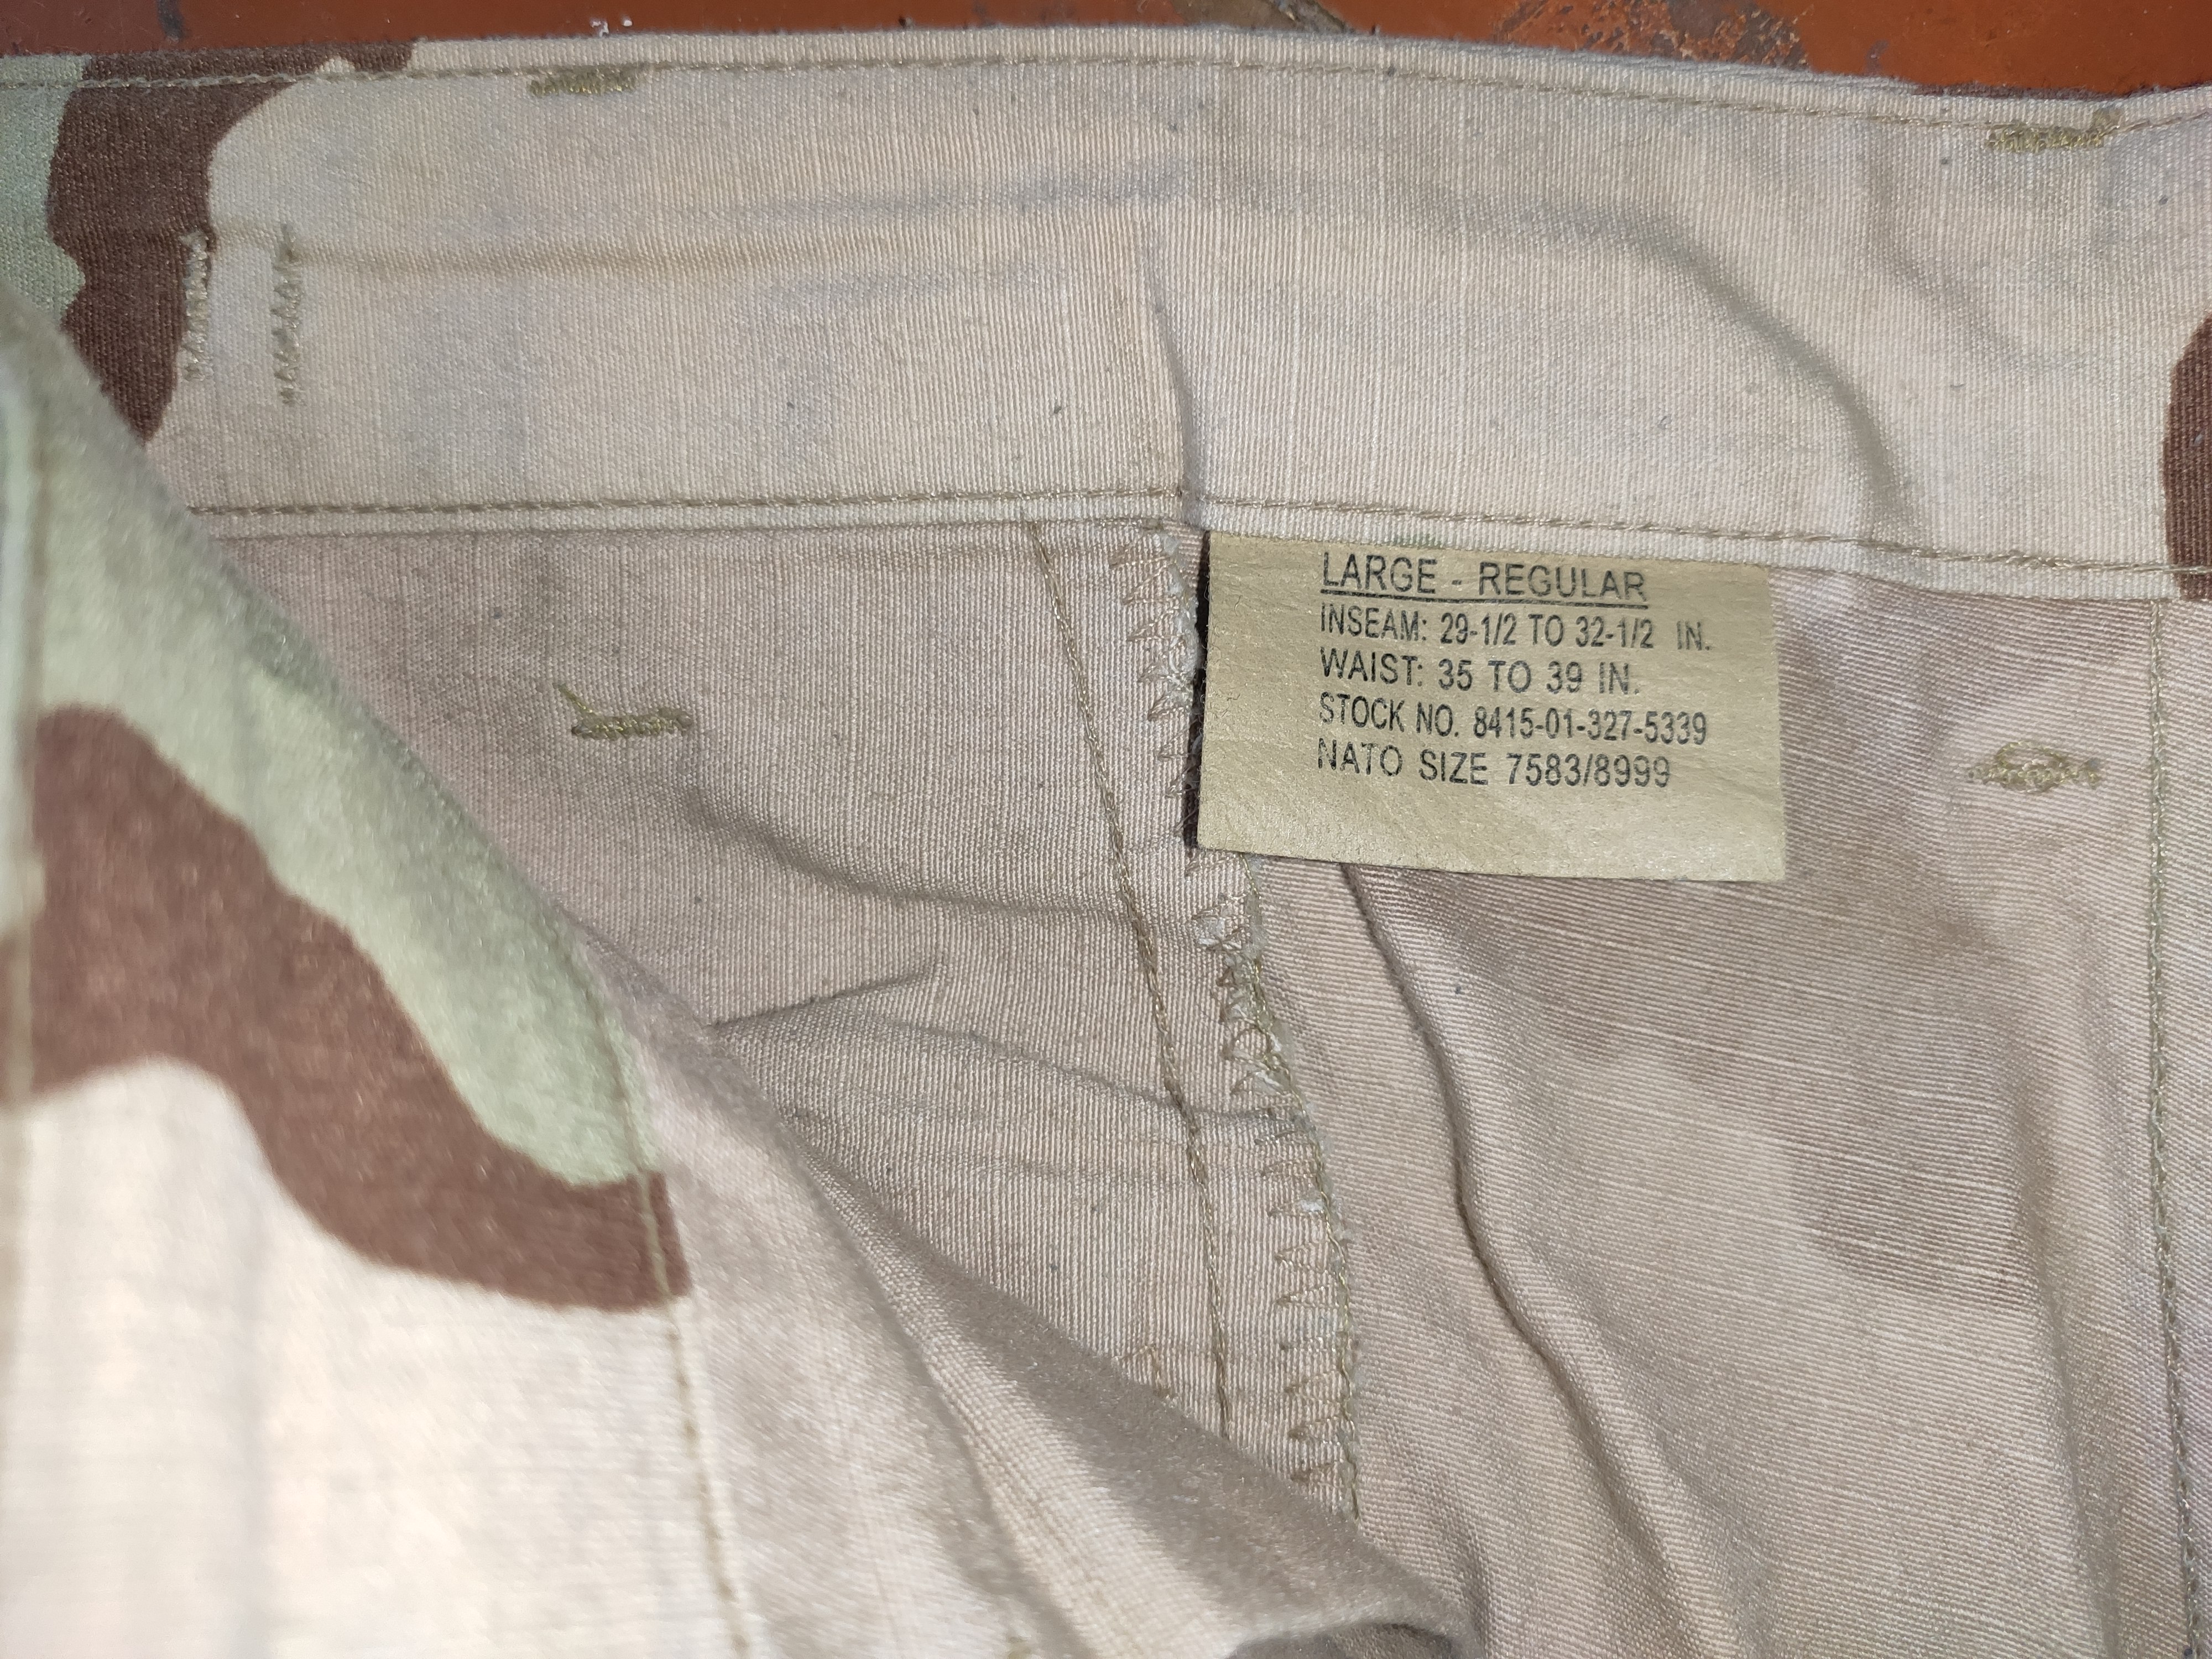 LARGE - REGULAR
INSEAM: 29-1/2 TO 32-1/2 IN.
WAIST: 35 TO 39 IN.
STOCK NO. 8415-01-327-5339
NATO SIZE 7583/8999